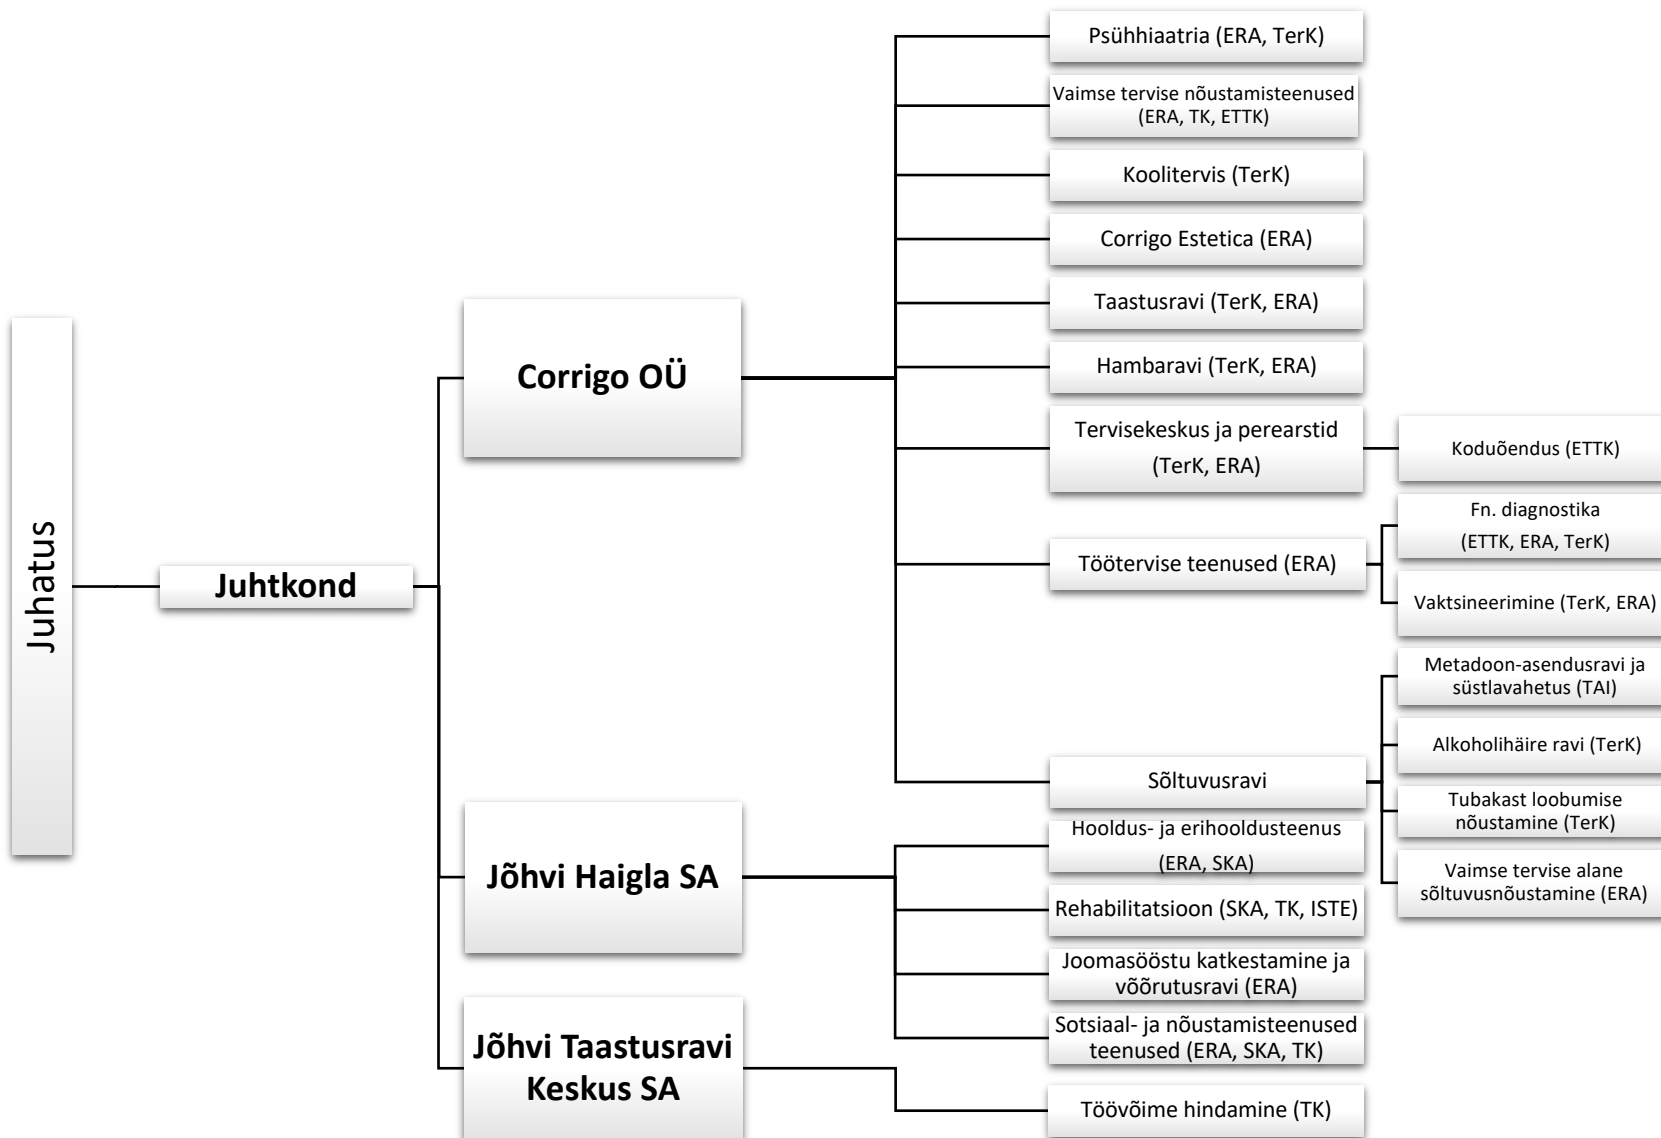 Juhatus
Juhtkond
Corrigo OÜ
Psühhiaatria (ERA, TerK)
Vaimse tervise nõustamisteenused
(ERA, TK, ETTK)
Koolitervis (TerK)
Corrigo Estetica (ERA)
Taastusravi (TerK, ERA)
Hambaravi (TerK, ERA)
Tervisekeskus ja perearstid
(TerK, ERA)
Koduõendus (ETTK)
Töötervise teenused (ERA)
Fn. diagnostika
(ETTK, ERA, TerK)
Vaktsineerimine (TerK, ERA)
Sõltuvusravi
Metadoon-asendusravi ja
süstlavahetus (TAI)
Alkoholihäire ravi (TerK)
Tubakast loobumise
nõustamine (TerK)
Vaimse tervise alane
sõltuvusnõustamine (ERA)
Jõhvi Haigla SA
Hooldus- ja erihooldusteenus
(ERA, SKA)
Rehabilitatsioon (SKA, TK, ISTE)
Joomasööstu katkestamine ja
võõrutusravi (ERA)
Sotsiaal- ja nõustamisteenused
teenused (ERA, SKA, TK)
Jõhvi Taastusravi
Keskus SA
Töövõime hindamine (TK)